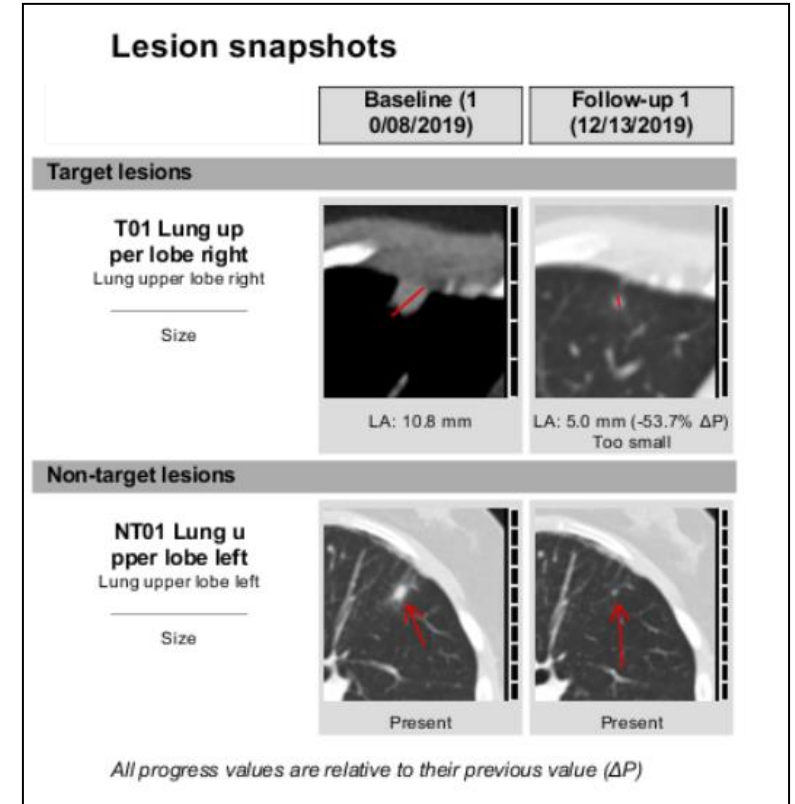 Lesion snapshots
Baseline (1
0/08/2019)
Follow-up 1
(12/13/2019)
Target lesions
T01 Lung up
per lobe right
Lung upper lobe right
Size
LA: 10.8 mm
LA: 5.0 mm (-53.7% ΔP)
Too small
Non-target lesions
NT01 Lung u
pper lobe left
Lung upper lobe left
Size
Present
Present
All progress values are relative to their previous value (ΔP)